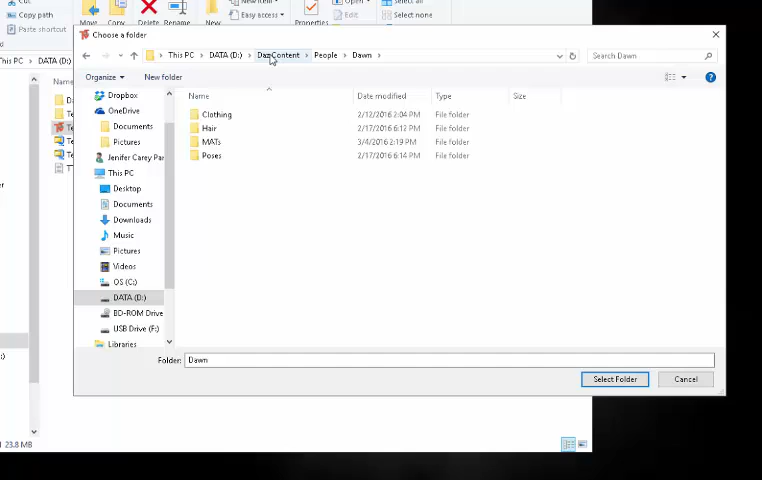 Cut
New item
Open
Select all
Copy path
Easy access
Edit
Select none
Paste shortcut
Move
Copy
Delete
Rename
New
Properties
Invert selection
Choose a folder
This PC > DATA (D:)
This PC > DATA (D:) > DazContent > People > Dawn >
Search Dawn
Organize
New folder
Name
Date modified
Type
Size
Dropbox
OneDrive
Documents
Pictures
Jenifer Carey Par
This PC
Desktop
Documents
Downloads
Music
Pictures
Videos
OS (C:)
DATA (D:)
BD-ROM Drive
USB Drive (F:)
Libraries
Clothing 2/12/2016 2:04 PM File folder
Hair 2/17/2016 6:12 PM File folder
MATs 3/4/2016 2:19 PM File folder
Poses 2/17/2016 6:14 PM File folder
Folder: Dawn
Select Folder
Cancel
23.8 MB